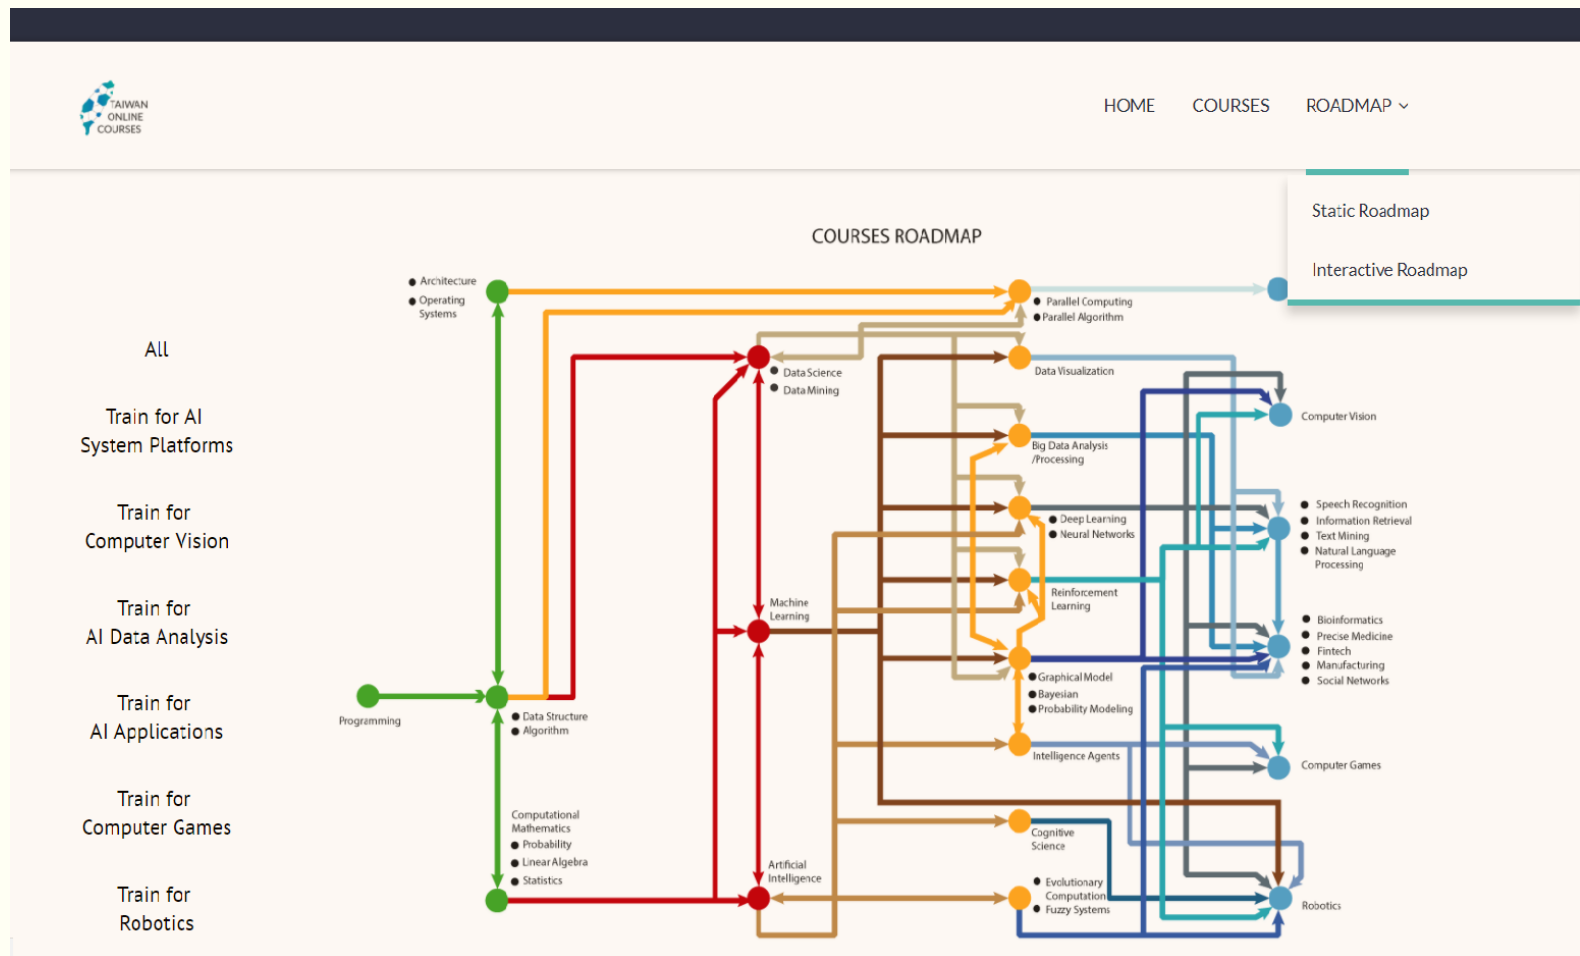 TAIWAN
ONLINE
COURSES
HOME
COURSES
ROADMAP
Static Roadmap
Interactive Roadmap
COURSES ROADMAP
All
Train for AI
System Platforms
Train for
Computer Vision
Train for
AI Data Analysis
Train for
AI Applications
Train for
Computer Games
Train for
Robotics
Programming
Architecture
Operating
Systems
Data Structure
Algorithm
Computational
Mathematics
Probability
Linear Algebra
Statistics
Data Science
Data Mining
Machine
Learning
Artificial
Intelligence
Parallel Computing
Parallel Algorithm
Data Visualization
Big Data Analysis
/Processing
Deep Learning
Neural Networks
Reinforcement
Learning
Graphical Model
Bayesian
Probability Modeling
Intelligence Agents
Cognitive
Science
Evolutionary
Computation
Fuzzy Systems
Computer Vision
Speech Recognition
Information Retrieval
Text Mining
Natural Language
Processing
Bioinformatics
Precise Medicine
Fintech
Manufacturing
Social Networks
Computer Games
Robotics